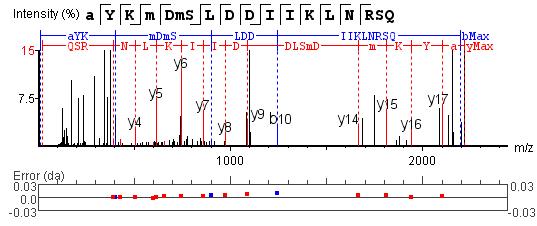 Intensity (%) a Y K m D m S L D D I I K L N R S Q
aYK mDmS LDD IIKLNRSQ bMax
QSR N L K I I D DLSmD m K Y a yMax
15
y6
y5
7.5
y7
y17
y15
y4 y8 y9 b10 y14 y16
1000 2000 m/z
Error (da)
0.03 0.03
0.0 0.0
-0.03 -0.03